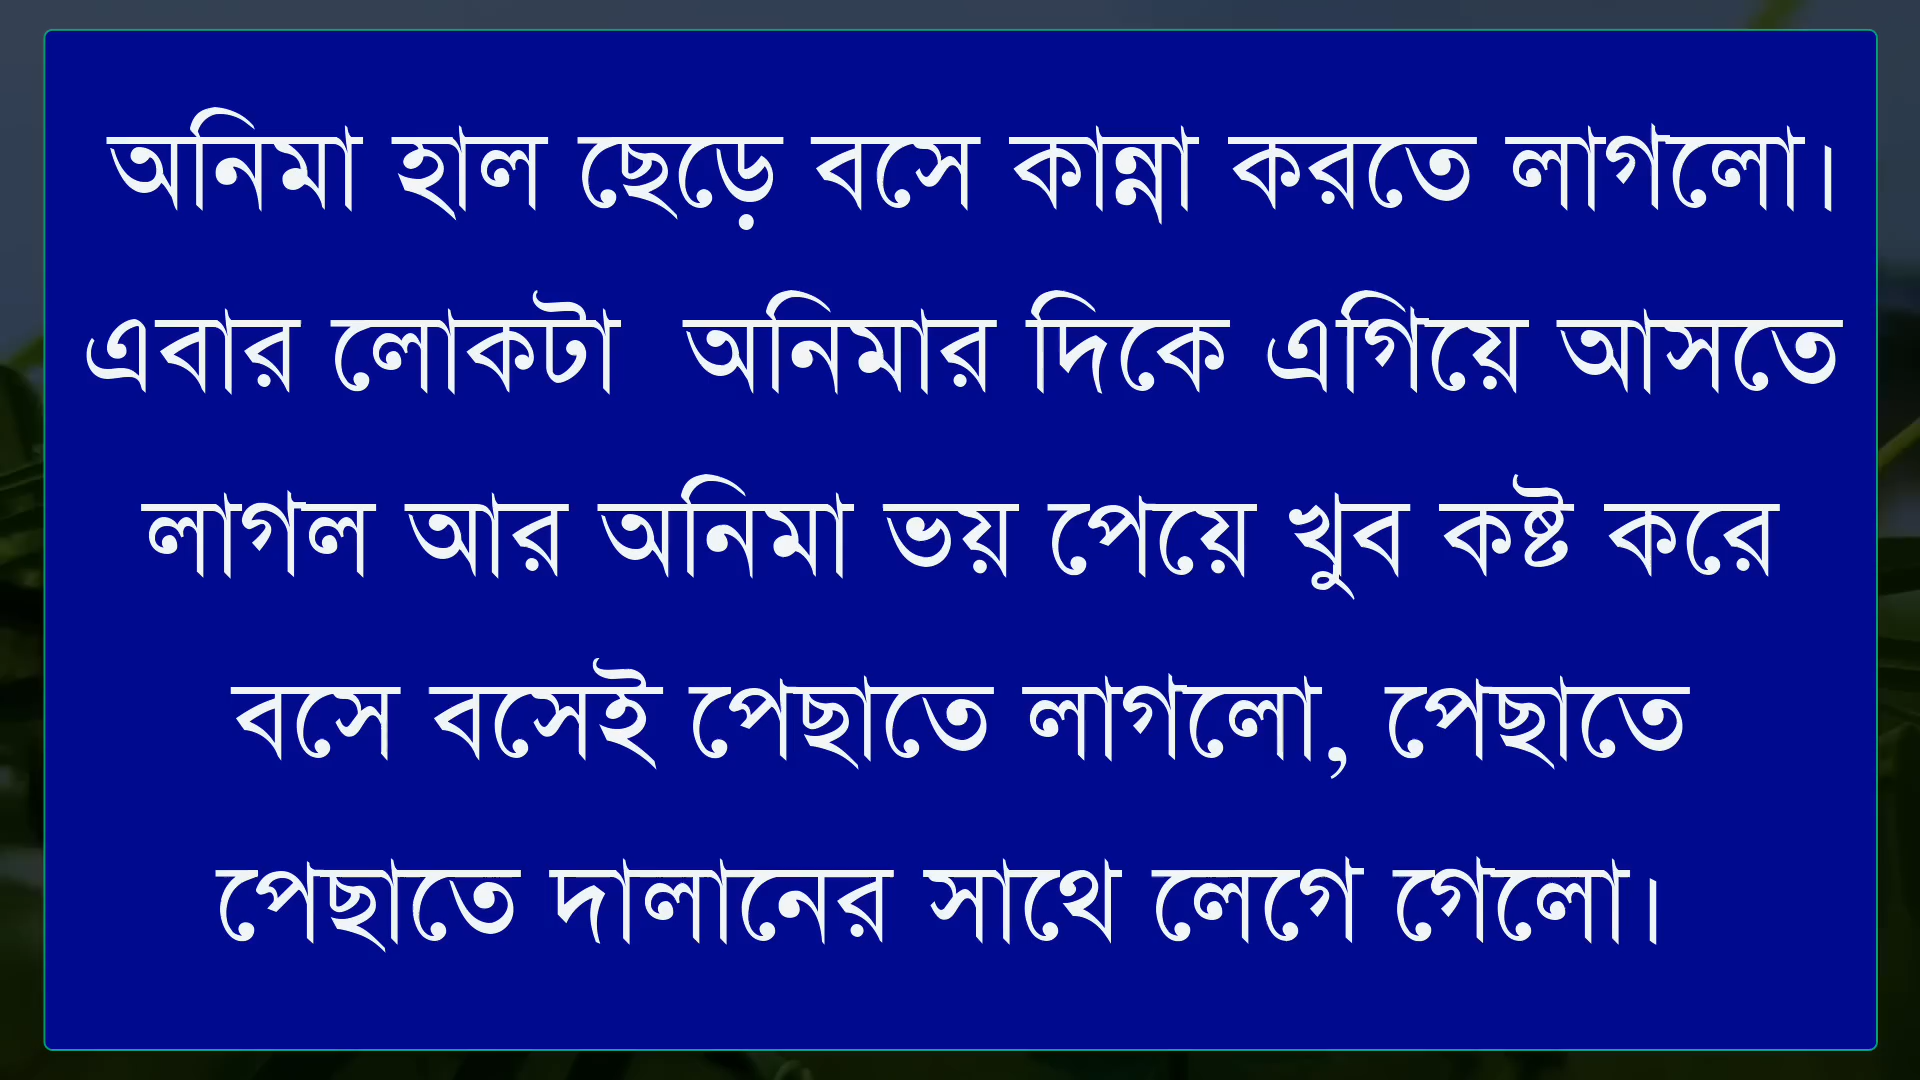 অনিমা হাল ছেড়ে বসে কান্না করতে লাগলো।
এবার লোকটা অনিমার দিকে এগিয়ে আসতে
লাগল আর অনিমা ভয় পেয়ে খুব কষ্ট করে
বসে বসেই পেছাতে লাগলো, পেছাতে
পেছাতে দালানের সাথে লেগে গেলো।